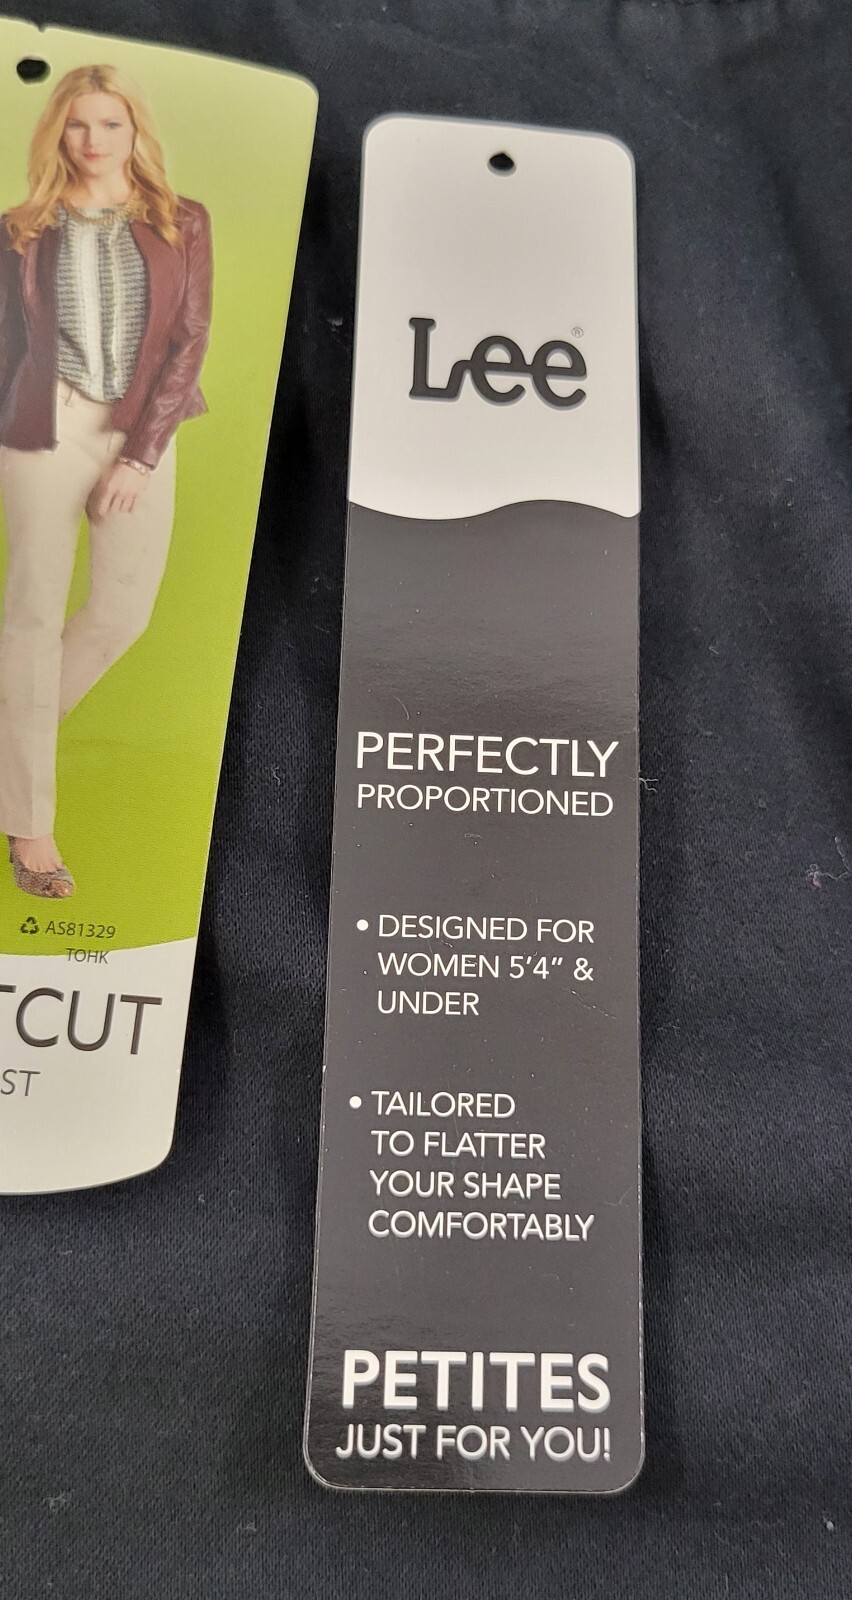 AS81329
TOHK
TCUT
ST
Lee®
PERFECTLY
PROPORTIONED
• DESIGNED FOR
WOMEN 5'4" &
UNDER
• TAILORED
TO FLATTER
YOUR SHAPE
COMFORTABLY
PETITES
JUST FOR YOU!